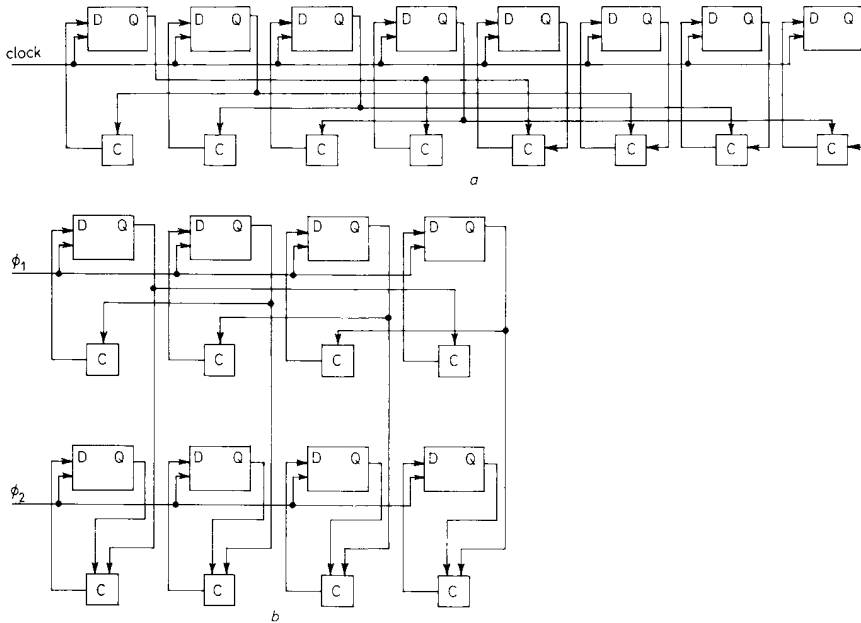 D Q D Q D Q D Q D Q D Q D Q D Q
clock
C C C C C C C C
a
D Q D Q D Q D Q
ϕ1
C C C C
D Q D Q D Q D Q
ϕ2
C C C C
b